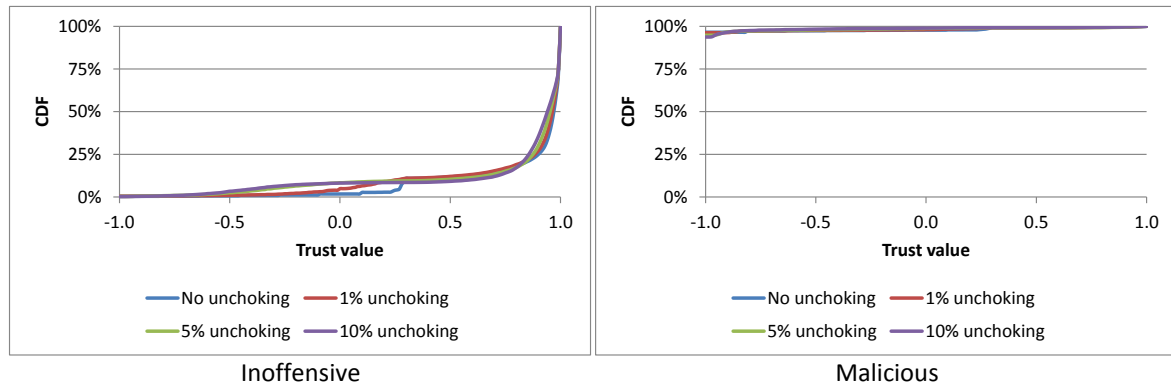 100%
75%
50%
25%
0%
CDF
-1.0 -0.5 0.0 0.5 1.0
Trust value
No unchoking 1% unchoking
5% unchoking 10% unchoking
Inoffensive
100%
75%
50%
25%
0%
CDF
-1.0 -0.5 0.0 0.5 1.0
Trust value
No unchoking 1% unchoking
5% unchoking 10% unchoking
Malicious